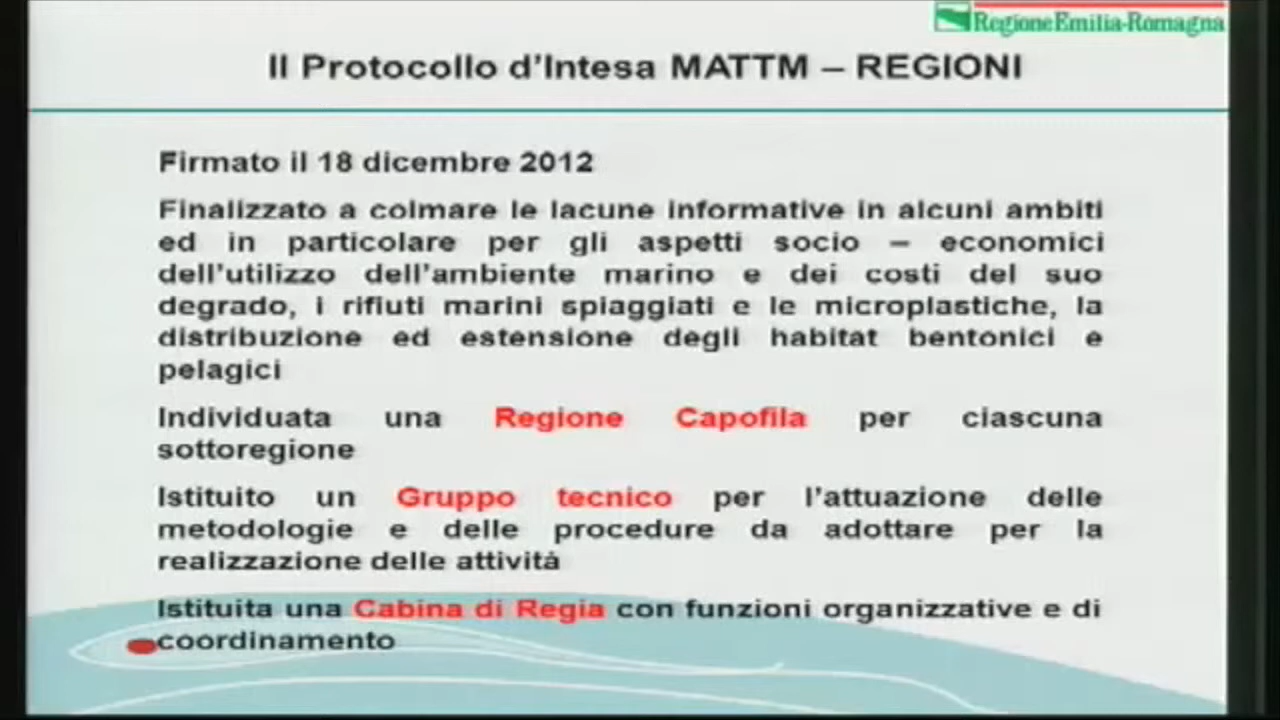 RegioneEmilia-Romagna
Il Protocollo d'Intesa MATTM – REGIONI
Firmato il 18 dicembre 2012
Finalizzato a colmare le lacune informative in alcuni ambiti
ed in particolare per gli aspetti socio – economici
dell'utilizzo dell'ambiente marino e dei costi del suo
degrado, i rifiuti marini spiaggiati e le microplastiche, la
distribuzione ed estensione degli habitat bentonici e
pelagici
Individuata una Regione Capofila per ciascuna
sottoregione
Istituito un Gruppo tecnico per l'attuazione delle
metodologie e delle procedure da adottare per la
realizzazione delle attività
Istituita una Cabina di Regia con funzioni organizzative e di
coordinamento